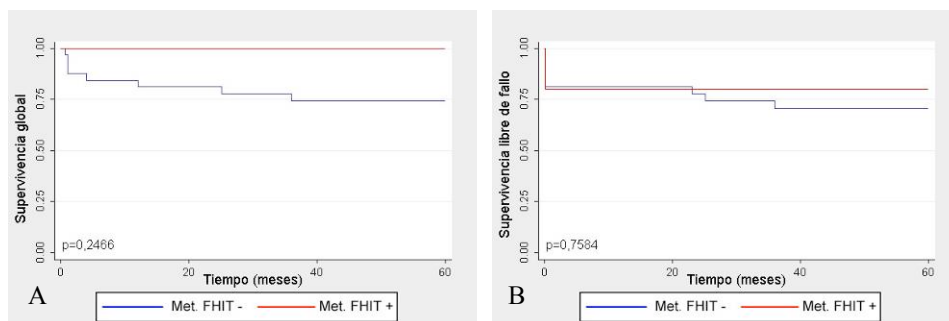 Supervivencia global
1.00
0.75
0.50
0.25
0.00
p=0,2466
0 20 40 60
Tiempo (meses)
A
Met. FHIT - Met. FHIT +
Supervivencia libre de fallo
1.00
0.75
0.50
0.25
0.00
p=0,7584
0 20 40 60
Tiempo (meses)
B
Met. FHIT - Met. FHIT +